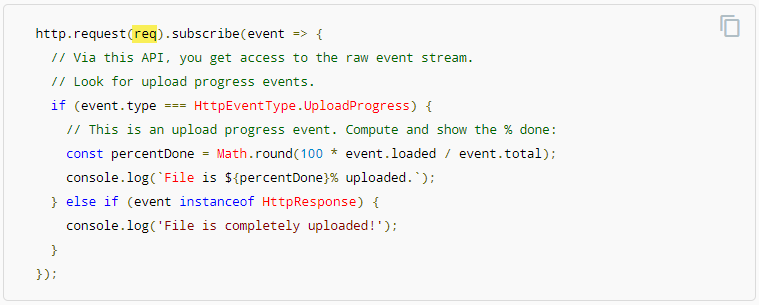 http.request(req).subscribe(event => {
  // Via this API, you get access to the raw event stream.
  // Look for upload progress events.
  if (event.type === HttpEventType.UploadProgress) {
    // This is an upload progress event. Compute and show the % done:
    const percentDone = Math.round(100 * event.loaded / event.total);
    console.log(`File is ${percentDone}% uploaded.`);
  } else if (event instanceof HttpResponse) {
    console.log('File is completely uploaded!');
  }
});